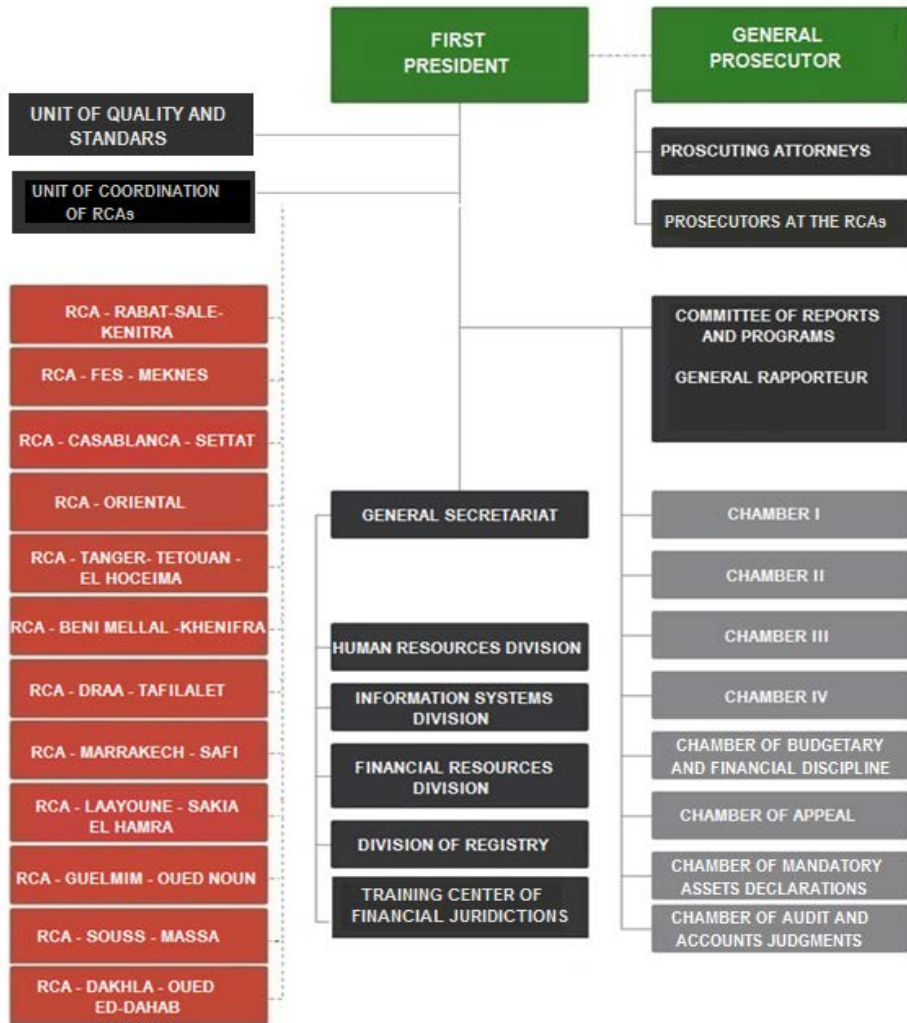 FIRST
PRESIDENT
GENERAL
PROSECUTOR
UNIT OF QUALITY AND
STANDARS
UNIT OF COORDINATION
OF RCAs
PROSCUTING ATTORNEYS
PROSECUTORS AT THE RCAs
RCA - RABAT-SALE-
KENITRA
RCA - FES - MEKNES
RCA - CASABLANCA - SETTAT
RCA - ORIENTAL
RCA - TANGER- TETOUAN -
EL HOCEIMA
RCA - BENI MELLAL -KHENIFRA
RCA - DRAA - TAFILALET
RCA - MARRAKECH - SAFI
RCA - LAAYOUNE - SAKIA
EL HAMRA
RCA - GUELMIM - OUED NOUN
RCA - SOUSS - MASSA
RCA - DAKHLA - OUED
ED-DAHAB
GENERAL SECRETARIAT
HUMAN RESOURCES DIVISION
INFORMATION SYSTEMS
DIVISION
FINANCIAL RESOURCES
DIVISION
DIVISION OF REGISTRY
TRAINING CENTER OF
FINANCIAL JURIDICTIONS
COMMITTEE OF REPORTS
AND PROGRAMS
GENERAL RAPPORTEUR
CHAMBER I
CHAMBER II
CHAMBER III
CHAMBER IV
CHAMBER OF BUDGETARY
AND FINANCIAL DISCIPLINE
CHAMBER OF APPEAL
CHAMBER OF MANDATORY
ASSETS DECLARATIONS
CHAMBER OF AUDIT AND
ACCOUNTS JUDGMENTS